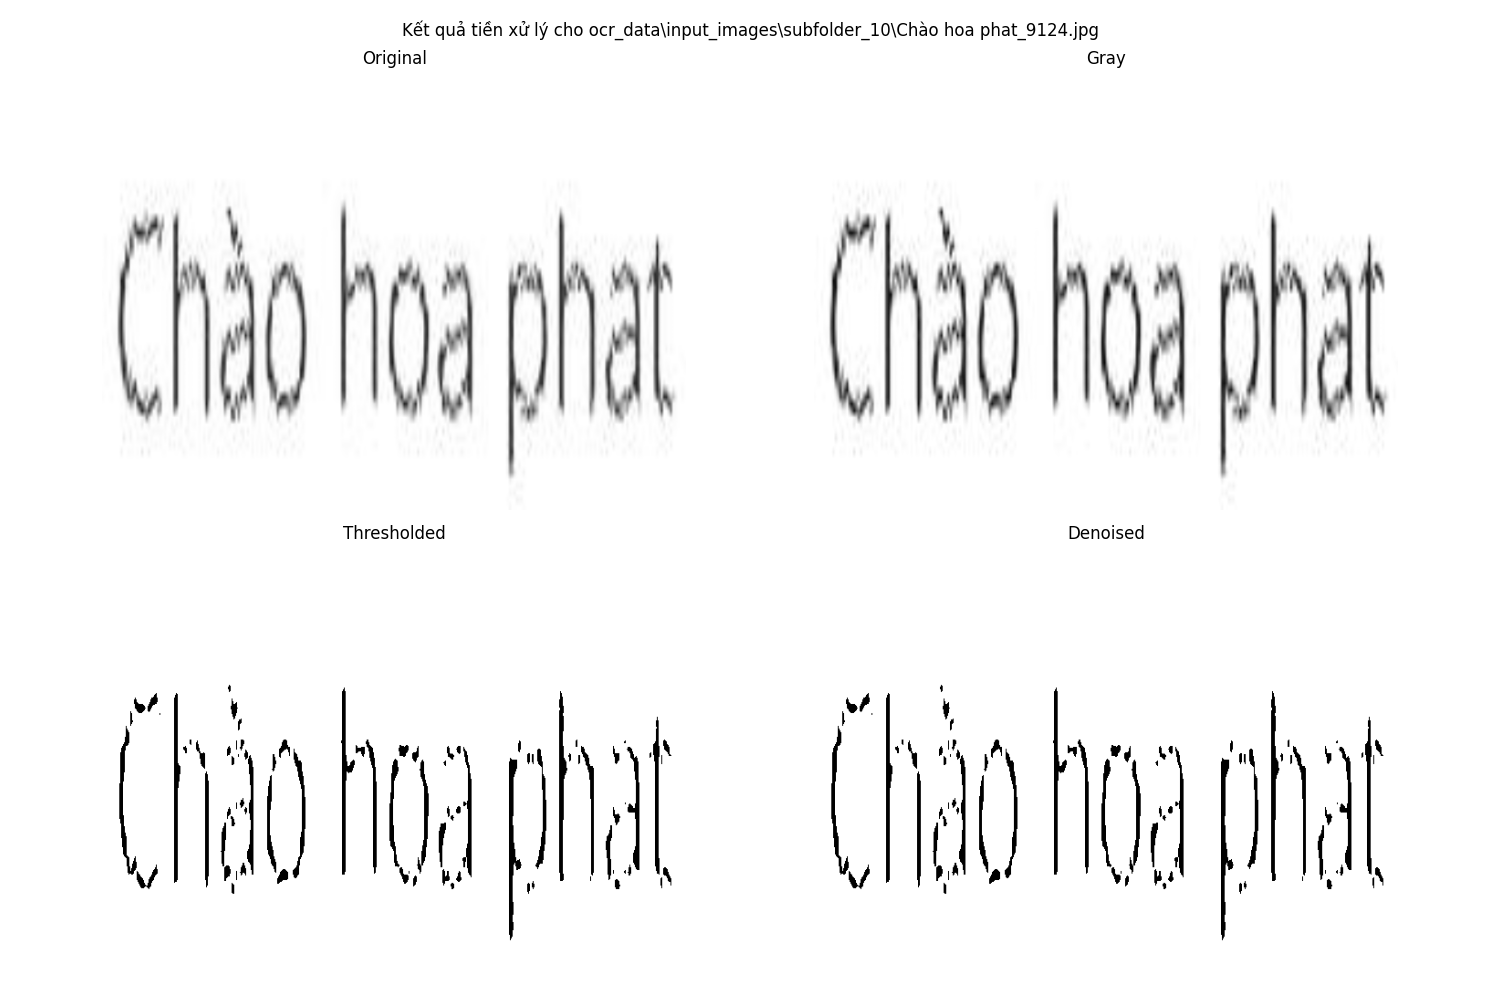 Kết quả tiền xử lý cho ocr_data\input_images\subfolder_10\Chào hoa phat_9124.jpg
Original
Gray
Chào hoa phat
Chào hoa phat
Thresholded
Denoised
Chào hoa phat
Chào hoa phat